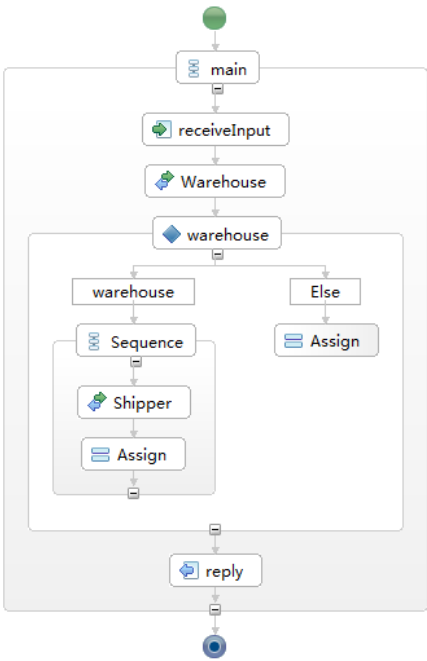 main
receiveInput
Warehouse
warehouse
warehouse
Else
Sequence
Assign
Shipper
Assign
reply